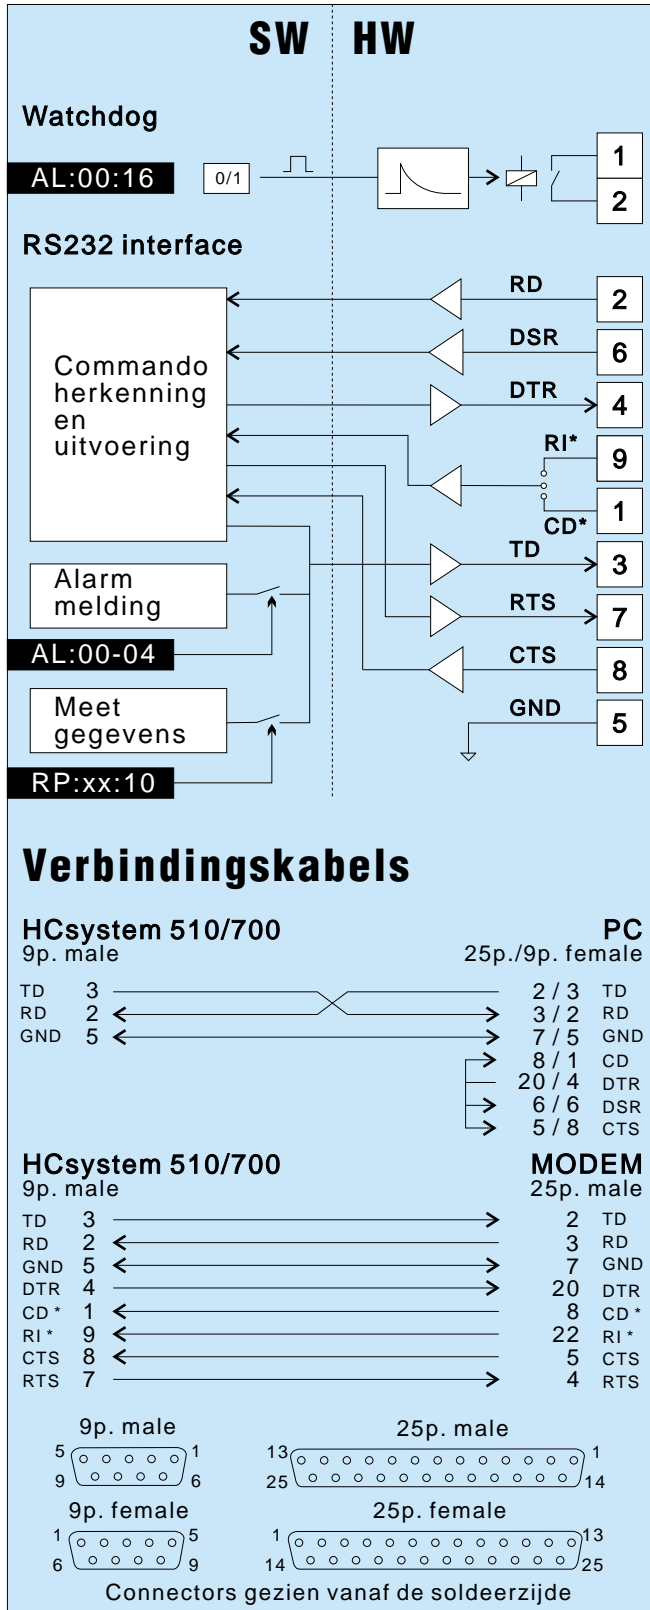 SW HW
Watchdog
AL:00:16 0/1 1
2
RS232 interface
RD 2
DSR 6
Commando
herkenning
en
uitvoering
DTR 4
RI* 9
1
CD*
TD 3
Alarm
melding
RTS 7
AL:00-04
CTS 8
Meet
gegevens
GND 5
RP:xx:10
Verbindingskabels
HCsystem 510/700 PC
9p. male 25p./9p. female
TD 3 2 / 3 TD
RD 2 3 / 2 RD
GND 5 7 / 5 GND
8 / 1 CD
20 / 4 DTR
6 / 6 DSR
5 / 8 CTS
HCsystem 510/700 MODEM
9p. male 25p. male
TD 3 2 TD
RD 2 3 RD
GND 5 7 GND
DTR 4 20 DTR
CD * 1 8 CD *
RI * 9 22 RI *
CTS 8 5 CTS
RTS 7 4 RTS
9p. male 25p. male
5 1 13 1
9 6 25 14
9p. female 25p. female
1 5 1 13
6 9 14 25
Connectors gezien vanaf de soldeerzijde